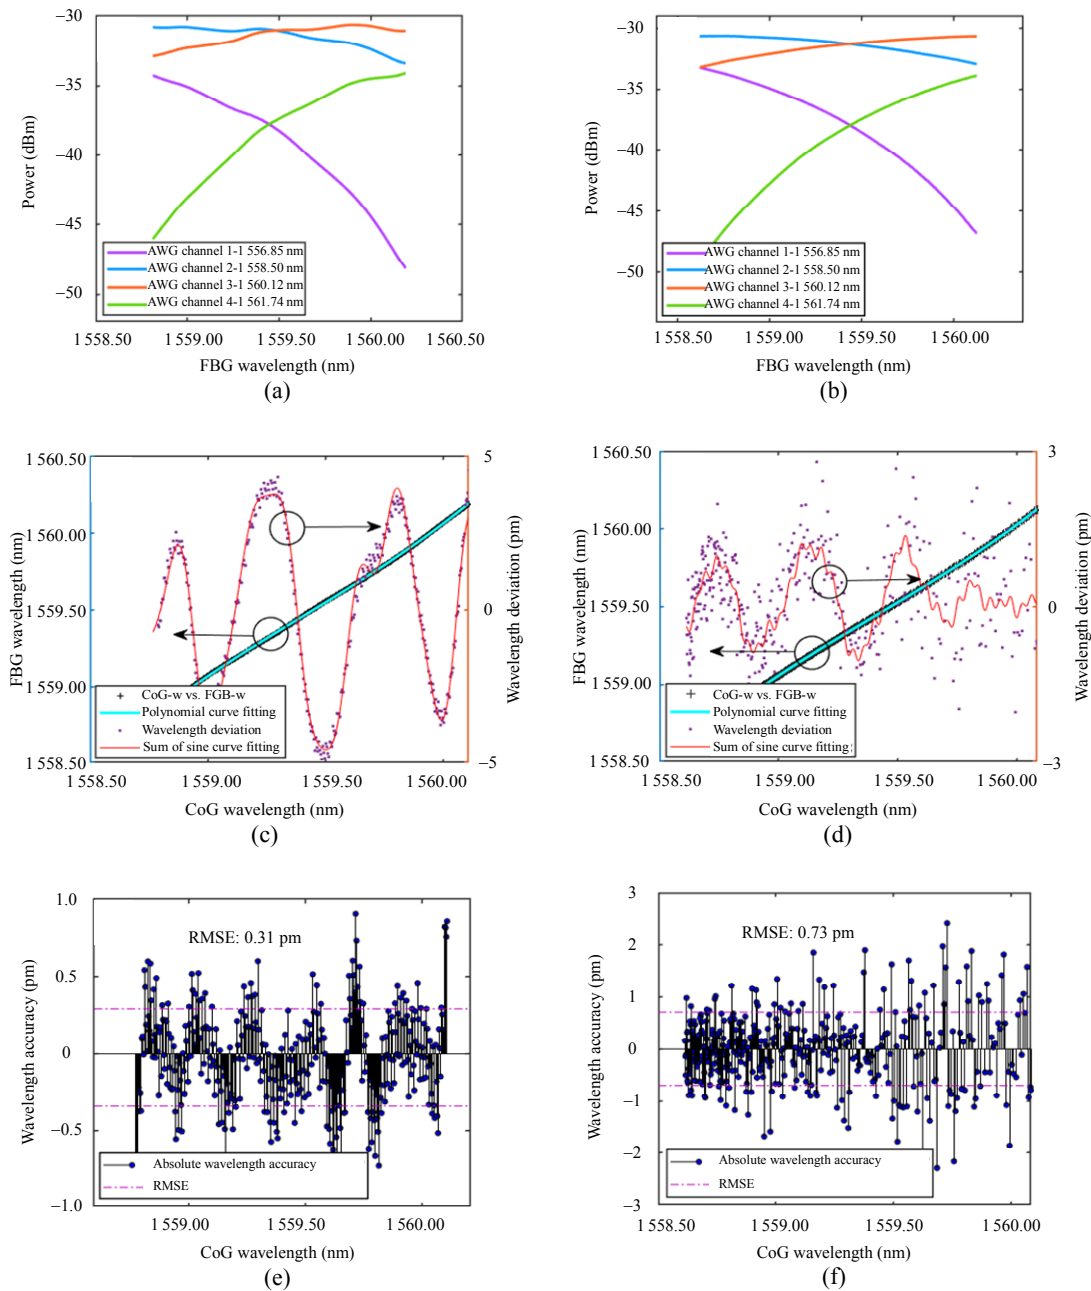 −30
−35
−40
−45
−50
Power (dBm)
AWG channel 1-1 556.85 nm
AWG channel 2-1 558.50 nm
AWG channel 3-1 560.12 nm
AWG channel 4-1 561.74 nm
1 558.50 1 559.00 1 559.50 1 560.00 1 560.50
FBG wavelength (nm)
(a)
−30
−35
−40
−45
−50
Power (dBm)
AWG channel 1-1 556.85 nm
AWG channel 2-1 558.50 nm
AWG channel 3-1 560.12 nm
AWG channel 4-1 561.74 nm
1 558.50 1 559.00 1 559.50 1 560.00
FBG wavelength (nm)
(b)
1 560.50
1 560.00
1 559.50
1 559.00
1 558.50
FBG wavelength (nm)
5
0
−5
Wavelength deviation (pm)
CoG-w vs. FGB-w
Polynomial curve fitting
Wavelength deviation
Sum of sine curve fitting
1 558.50 1 559.00 1 559.50 1 560.00
CoG wavelength (nm)
(c)
1 560.50
1 560.00
1 559.50
1 559.00
1 558.50
FBG wavelength (nm)
3
0
−3
Wavelength deviation (pm)
CoG-w vs. FGB-w
Polynomial curve fitting
Wavelength deviation
Sum of sine curve fitting:
1 558.50 1 559.00 1 559.50 1 560.00
CoG wavelength (nm)
(d)
1.0
0.5
0
−0.5
−1.0
Wavelength accuracy (pm)
RMSE: 0.31 pm
Absolute wavelength accuracy
RMSE
1 559.00 1 559.50 1 560.00
CoG wavelength (nm)
(e)
3
2
1
0
−1
−2
−3
Wavelength accuracy (pm)
RMSE: 0.73 pm
Absolute wavelength accuracy
RMSE
1 558.50 1 559.00 1 559.50 1 560.00
CoG wavelength (nm)
(f)